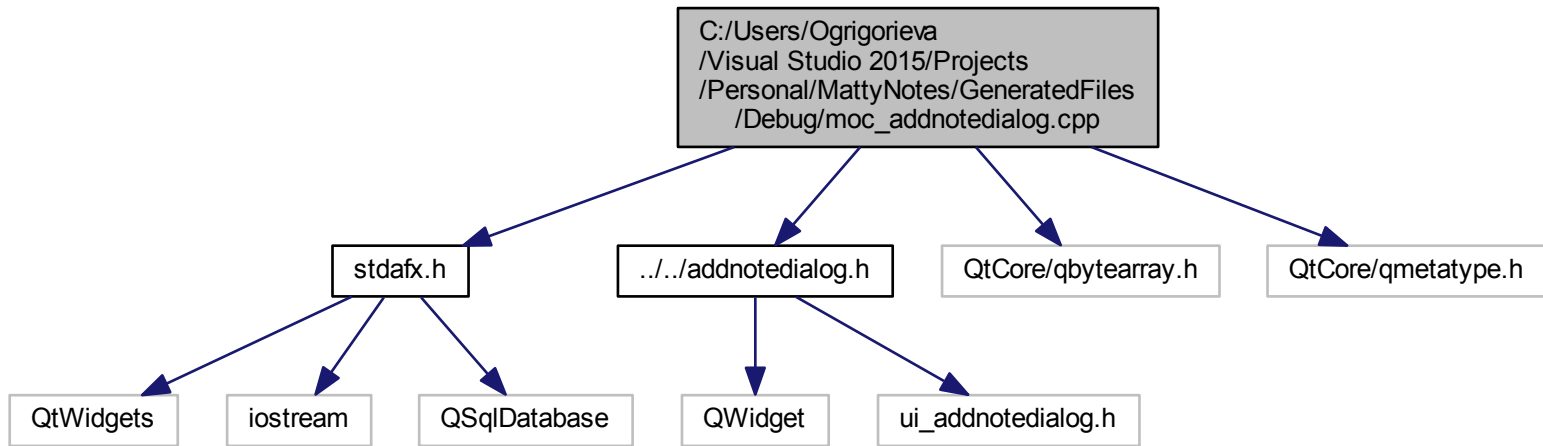 C:/Users/Ogrigorieva
/Visual Studio 2015/Projects
/Personal/MattyNotes/GeneratedFiles
/Debug/moc_addnotedialog.cpp
stdafx.h
../../addnotedialog.h
QtCore/qbytearray.h
QtCore/qmetatype.h
QtWidgets
iostream
QSqlDatabase
QWidget
ui_addnotedialog.h